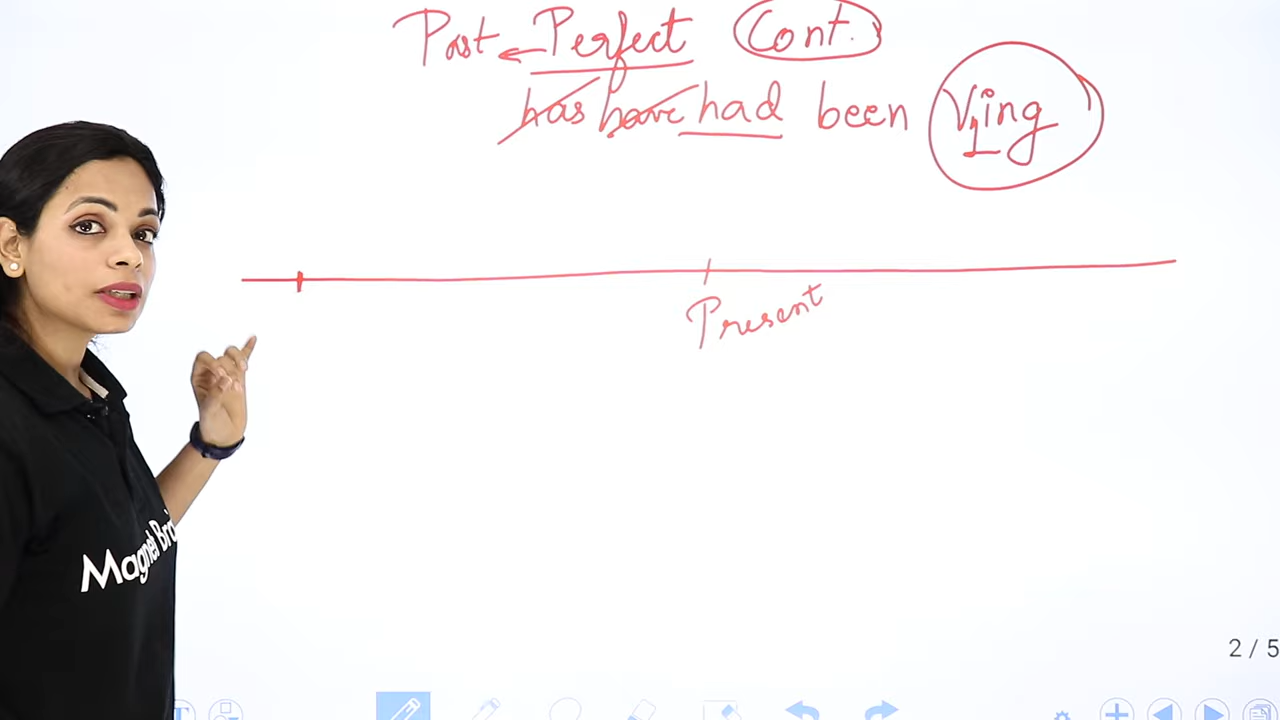 Past ← Perfect Cont.
has have had been V1ing
Present
Magnet Bra
2 / 5